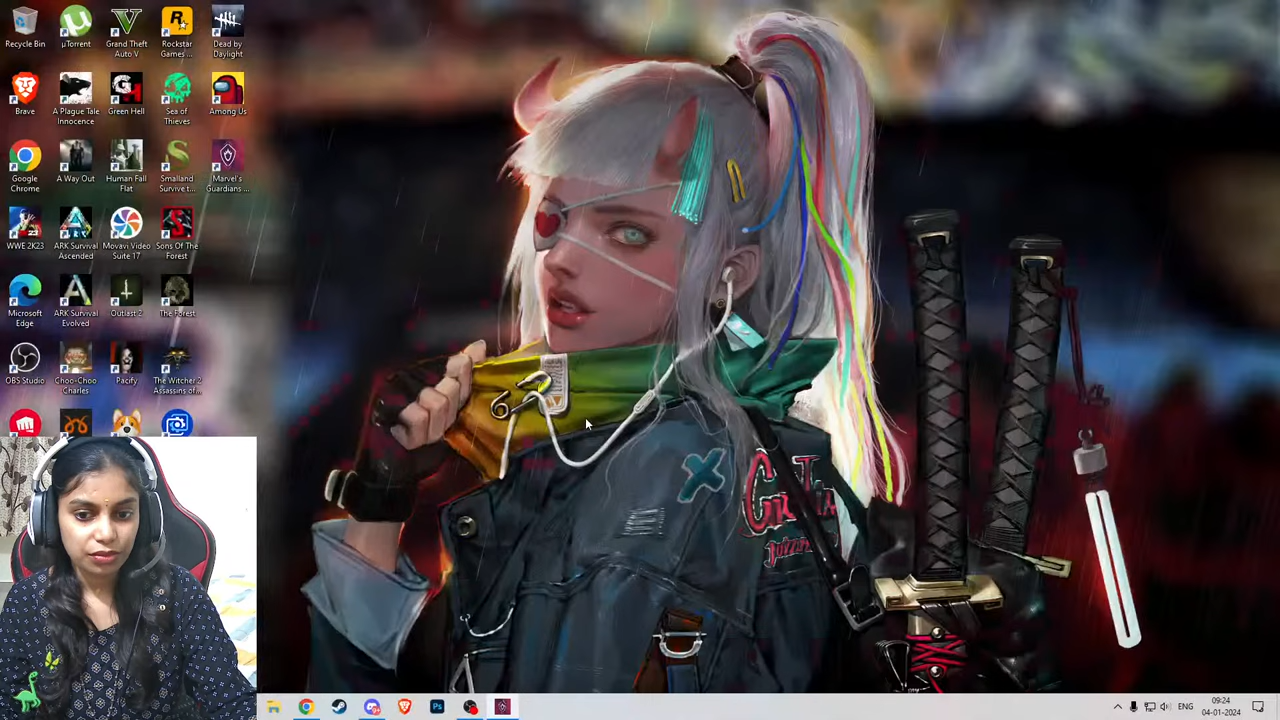 Recycle Bin
µTorrent
Grand Theft
Auto V
Rockstar
Games ...
Dead by
Daylight
Brave
A Plague Tale
Innocence
Green Hell
Sea of
Thieves
Among Us
Google
Chrome
A Way Out
Human Fall
Flat
Smalland
Survive t...
Marvel's
Guardians ...
WWE 2K23
ARK Survival
Ascended
Movavi Video
Suite 17
Sons Of The
Forest
Microsoft
Edge
ARK Survival
Evolved
Outlast 2
The Forest
OBS Studio
Choo-Choo
Charles
Pacify
The Witcher 2
Assassins of...
Ps
ENG
09:24
04-01-2024